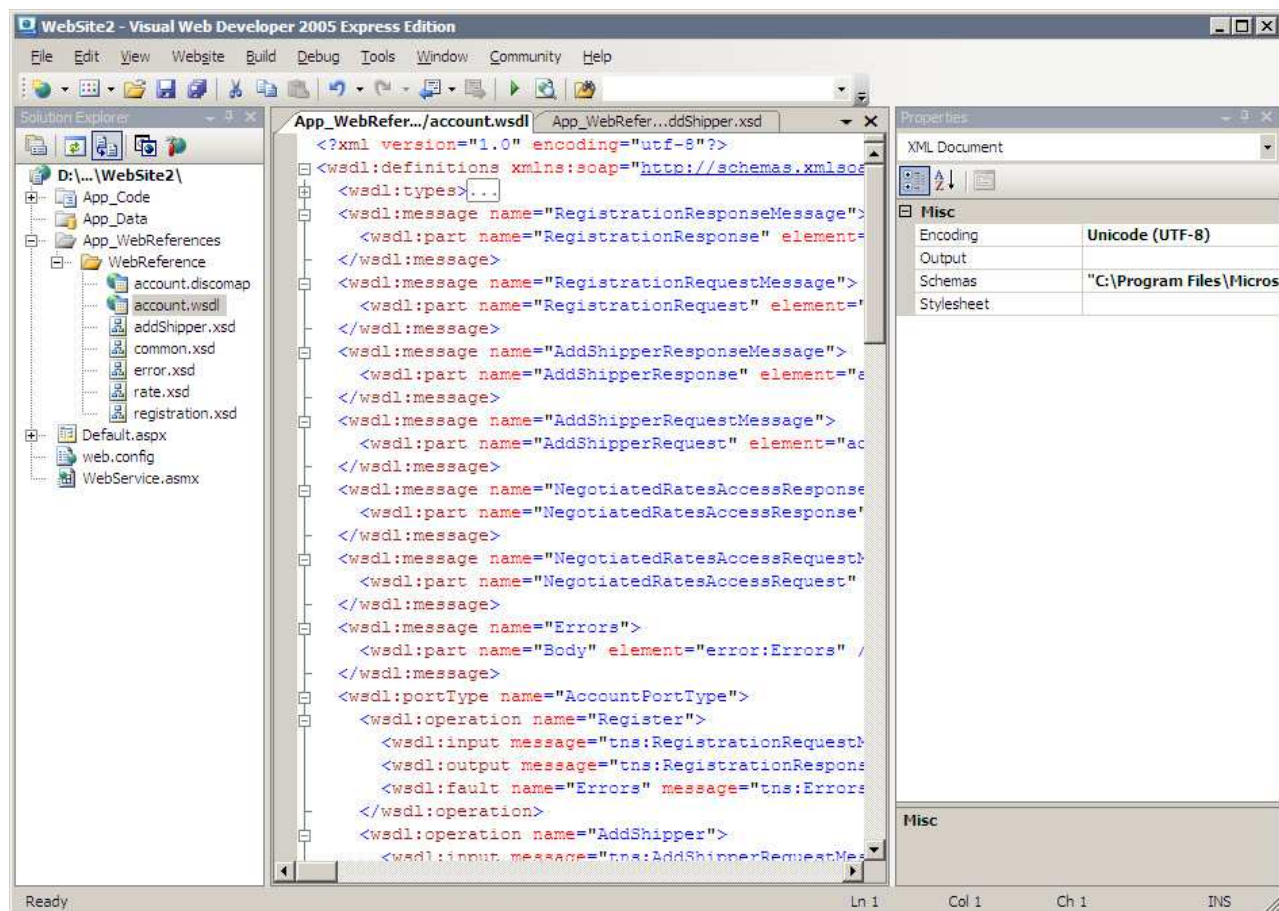 WebSite2 - Visual Web Developer 2005 Express Edition
File Edit View Website Build Debug Tools Window Community Help
Solution Explorer
D:\...\WebSite2\
App_Code
App_Data
App_WebReferences
WebReference
account.discomap
account.wsdl
addShipper.xsd
common.xsd
error.xsd
rate.xsd
registration.xsd
Default.aspx
web.config
WebService.asmx
App_WebRefer.../account.wsdl App_WebRefer...ddShipper.xsd
<?xml version="1.0" encoding="utf-8"?>
<wsdl:definitions xmlns:soap="http://schemas.xmlsoa
<wsdl:types>...
<wsdl:message name="RegistrationResponseMessage">
<wsdl:part name="RegistrationResponse" element=
</wsdl:message>
<wsdl:message name="RegistrationRequestMessage">
<wsdl:part name="RegistrationRequest" element="
</wsdl:message>
<wsdl:message name="AddShipperResponseMessage">
<wsdl:part name="AddShipperResponse" element="a
</wsdl:message>
<wsdl:message name="AddShipperRequestMessage">
<wsdl:part name="AddShipperRequest" element="ac
</wsdl:message>
<wsdl:message name="NegotiatedRatesAccessResponse
<wsdl:part name="NegotiatedRatesAccessResponse"
</wsdl:message>
<wsdl:message name="NegotiatedRatesAccessRequestM
<wsdl:part name="NegotiatedRatesAccessRequest"
</wsdl:message>
<wsdl:message name="Errors">
<wsdl:part name="Body" element="error:Errors" /
</wsdl:message>
<wsdl:portType name="AccountPortType">
<wsdl:operation name="Register">
<wsdl:input message="tns:RegistrationRequestM
<wsdl:output message="tns:RegistrationRespons
<wsdl:fault name="Errors" message="tns:Errors
</wsdl:operation>
<wsdl:operation name="AddShipper">
<wsdl:input message="tns:AddShipperRequestMes
Properties
XML Document
Misc
Encoding Unicode (UTF-8)
Output
Schemas "C:\Program Files\Micros
Stylesheet
Misc
Ready Ln 1 Col 1 Ch 1 INS